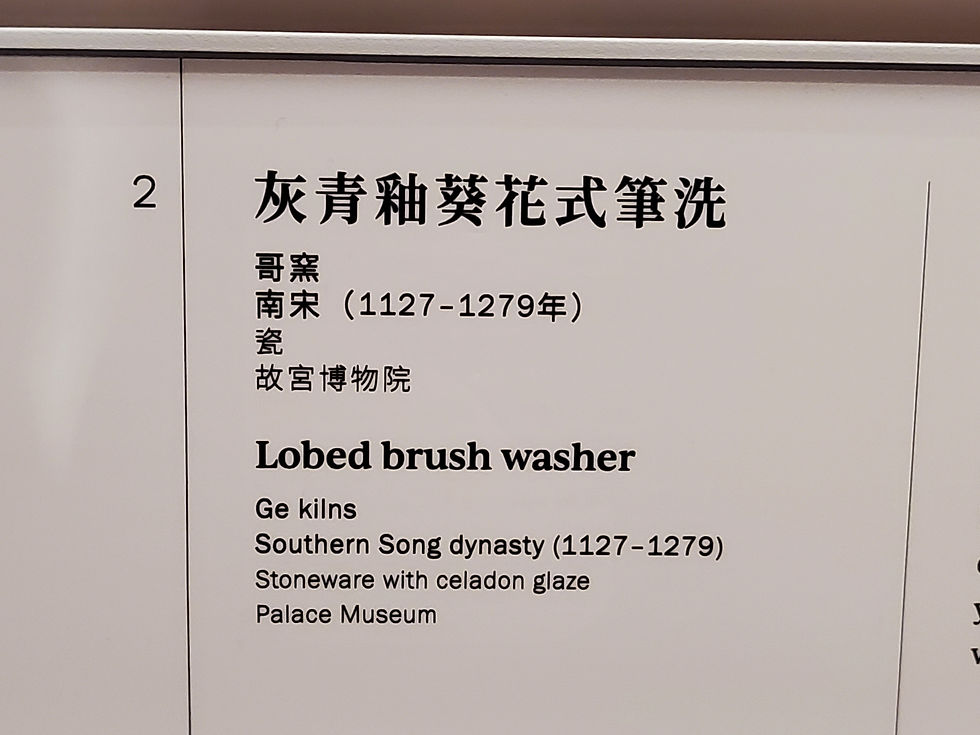 2
灰青釉葵花式筆洗
哥窯
南宋（1127–1279年）
瓷
故宮博物院
Lobed brush washer
Ge kilns
Southern Song dynasty (1127–1279)
Stoneware with celadon glaze
Palace Museum